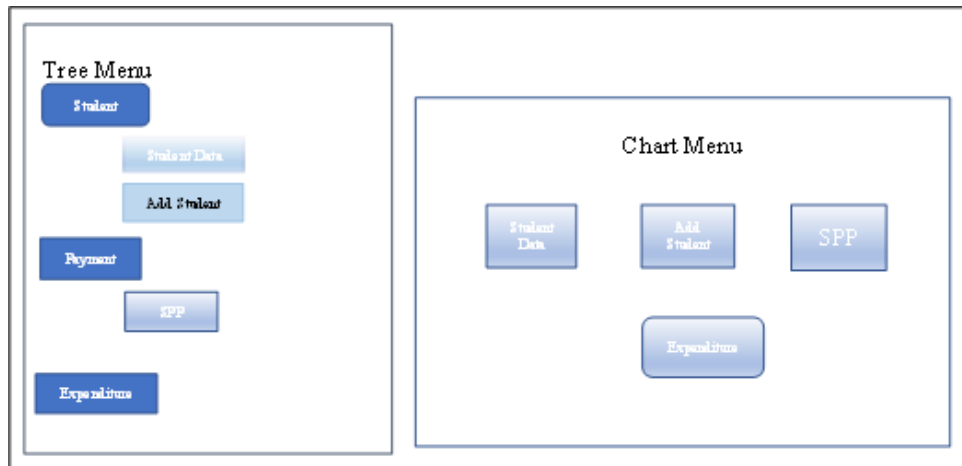 Tree Menu
Student
Student Data
Add Student
Payment
SPP
Expenditure
Chart Menu
Student
Data
Add
Student
SPP
Expenditure